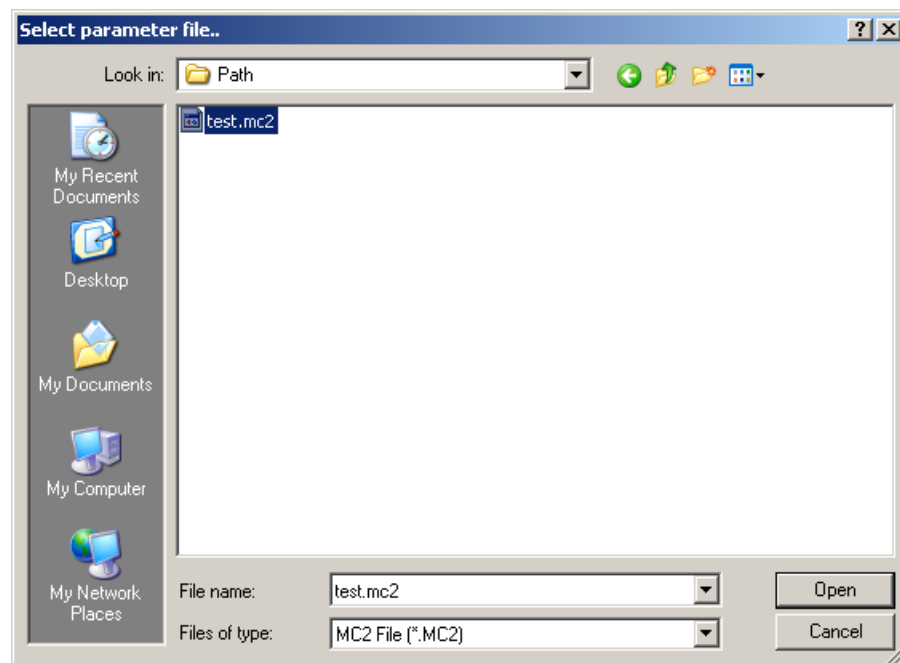 Select parameter file..
Look in: Path
test.mc2
My Recent
Documents
Desktop
My Documents
My Computer
My Network
Places
File name: test.mc2 Open
Files of type: MC2 File (*.MC2) Cancel